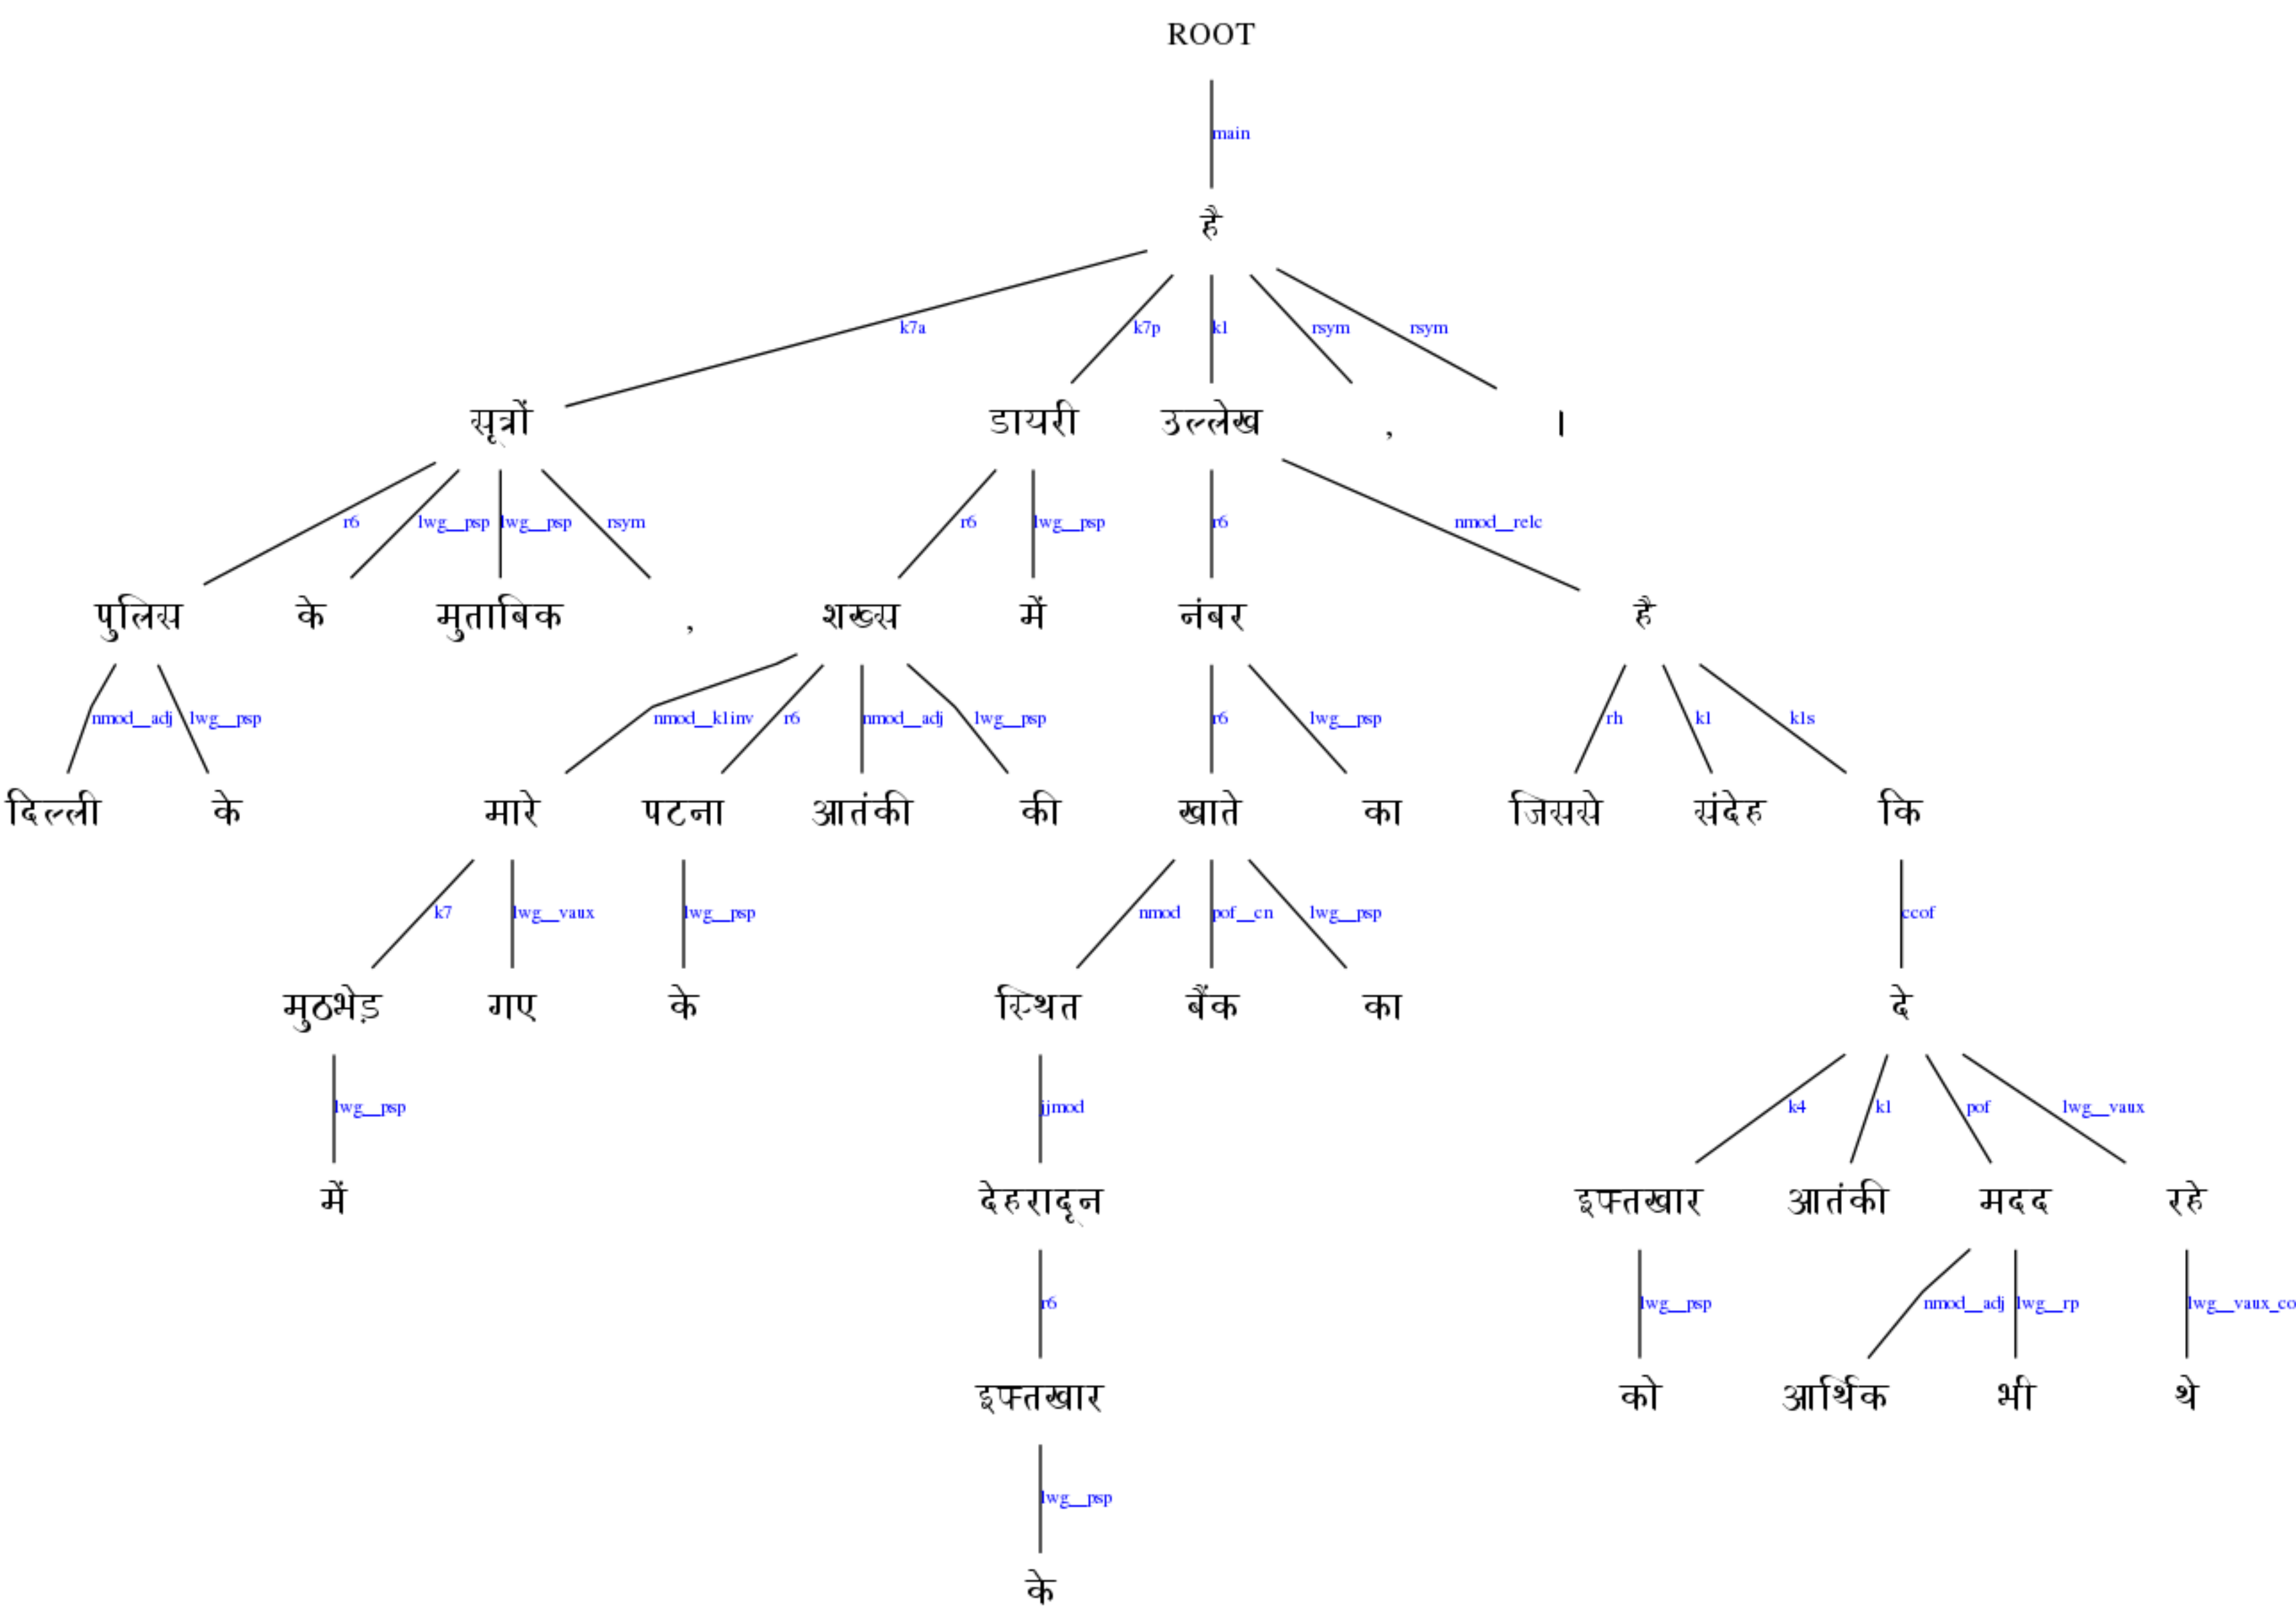 ROOT
main
है
k7a k7p k1 rsym rsym
सूत्रों डायरी उल्लेख , ।
r6 lwg__psp lwg__psp rsym r6 lwg__psp r6 nmod__relc
पुलिस के मुताबिक , शख्स में नंबर है
nmod__adj lwg__psp nmod__k1inv r6 nmod__adj lwg__psp r6 lwg__psp rh k1 k1s
दिल्ली के मारे पटना आतंकी की खाते का जिससे संदेह कि
k7 lwg__vaux lwg__psp nmod pof__cn lwg__psp ccof
मुठभेड़ गए के स्थित बैंक का दे
lwg__psp jjmod k4 k1 pof lwg__vaux
में देहरादून इफ्तखार आतंकी मदद रहे
r6 lwg__psp nmod__adj lwg__rp lwg__vaux_co
इफ्तखार को आर्थिक भी थे
lwg__psp
के